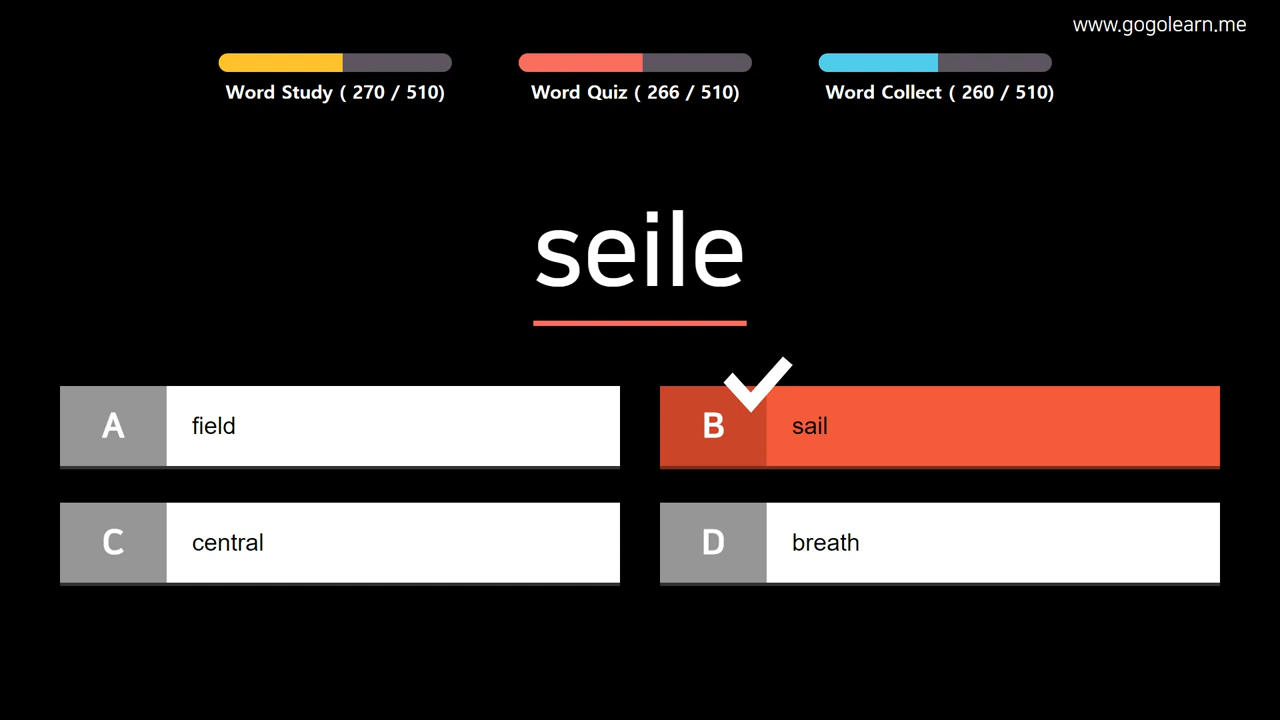 www.gogolearn.me
Word Study ( 270 / 510)
Word Quiz ( 266 / 510)
Word Collect ( 260 / 510)
seile
A field
B sail
C central
D breath